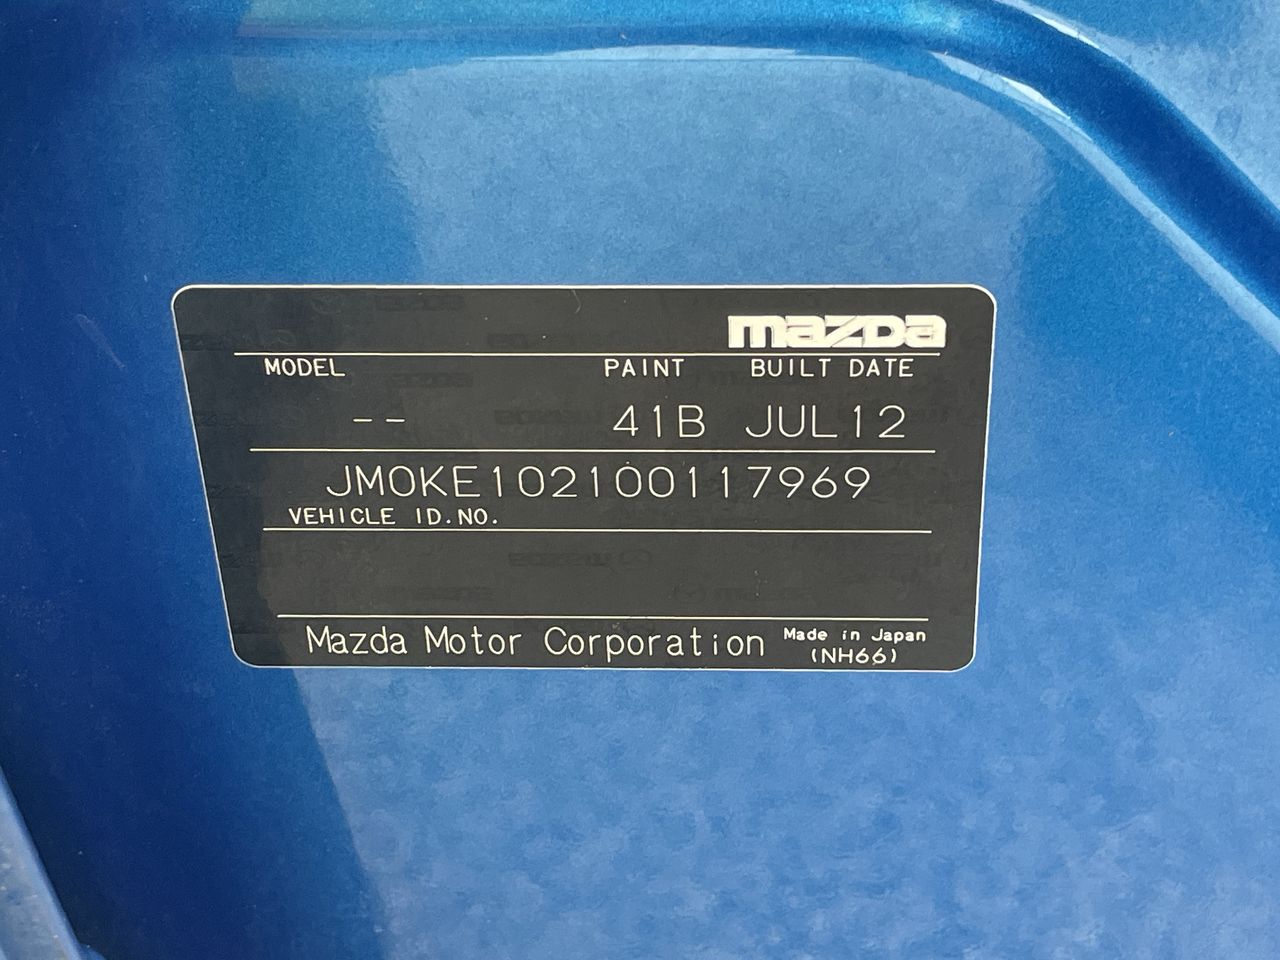 mazda
MODEL PAINT BUILT DATE
-- 41B JUL12
JM0KE102100117969
VEHICLE ID.NO.
Mazda Motor Corporation Made in Japan
(NH66)